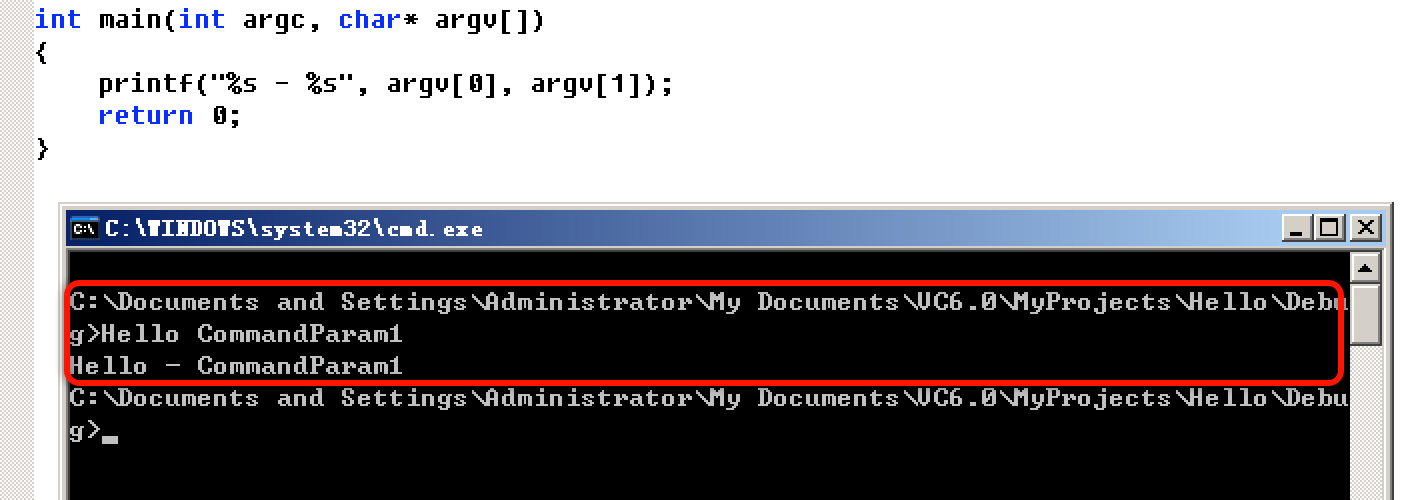 int main(int argc, char* argv[])
{
    printf("%s - %s", argv[0], argv[1]);
    return 0;
}
C:\WINDOWS\system32\cmd.exe
C:\Documents and Settings\Administrator\My Documents\VC6.0\MyProjects\Hello\Debu
g>Hello CommandParam1
Hello - CommandParam1
C:\Documents and Settings\Administrator\My Documents\VC6.0\MyProjects\Hello\Debu
g>_